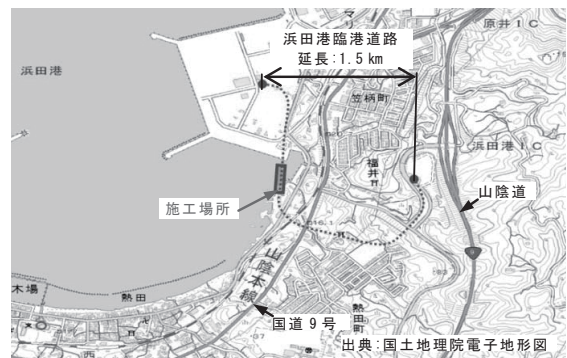 マリ
原井IC
浜田港臨港道路
延長:1.5 km
浜田港
笠柄町
浜田港IC
福井
山陰道
施工場所
山陰本線
木場
熱田
国道9号
熱田町
西
出典:国土地理院電子地形図